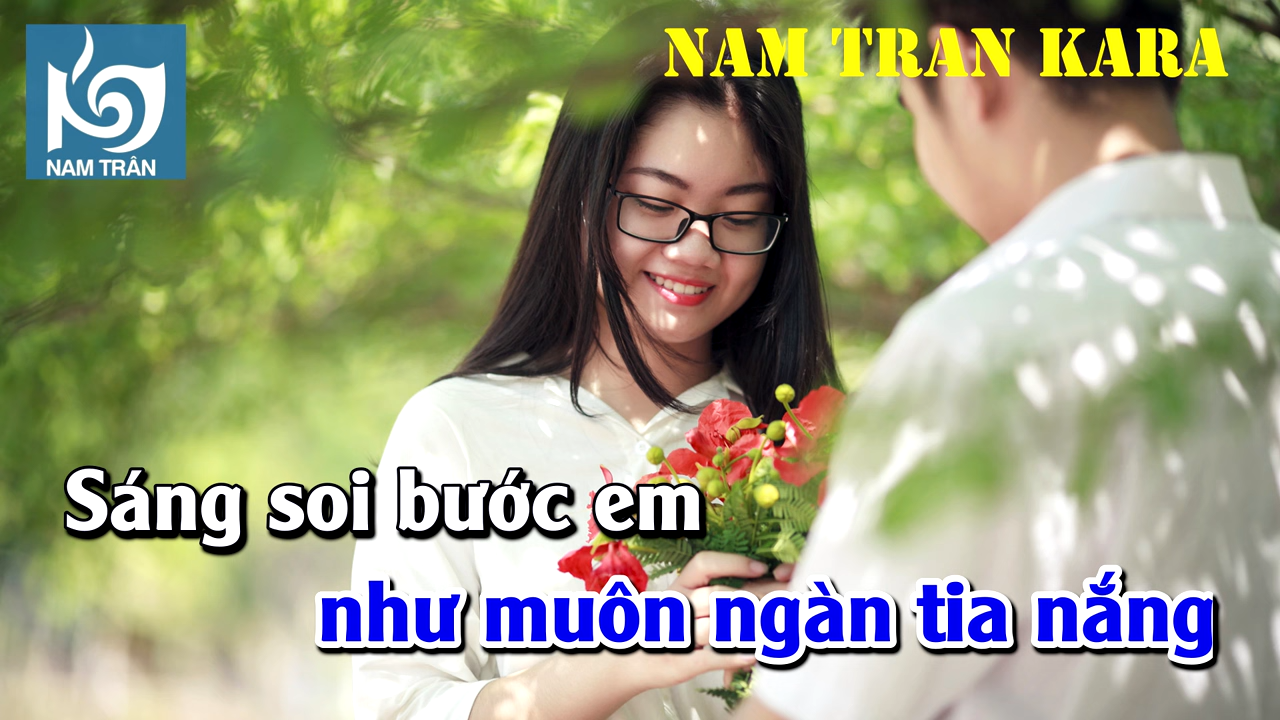 NAM TRAN KARA
NAM TRÂN
Sáng soi bước em
như muôn ngàn tia nắng